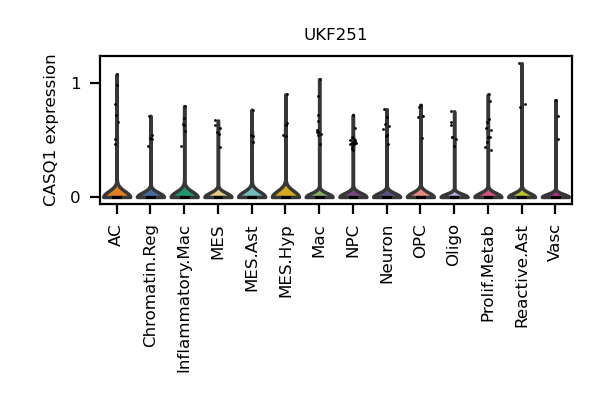 UKF251
CASQ1 expression
1
0
AC
Chromatin.Reg
Inflammatory.Mac
MES
MES.Ast
MES.Hyp
Mac
NPC
Neuron
OPC
Oligo
Prolif.Metab
Reactive.Ast
Vasc